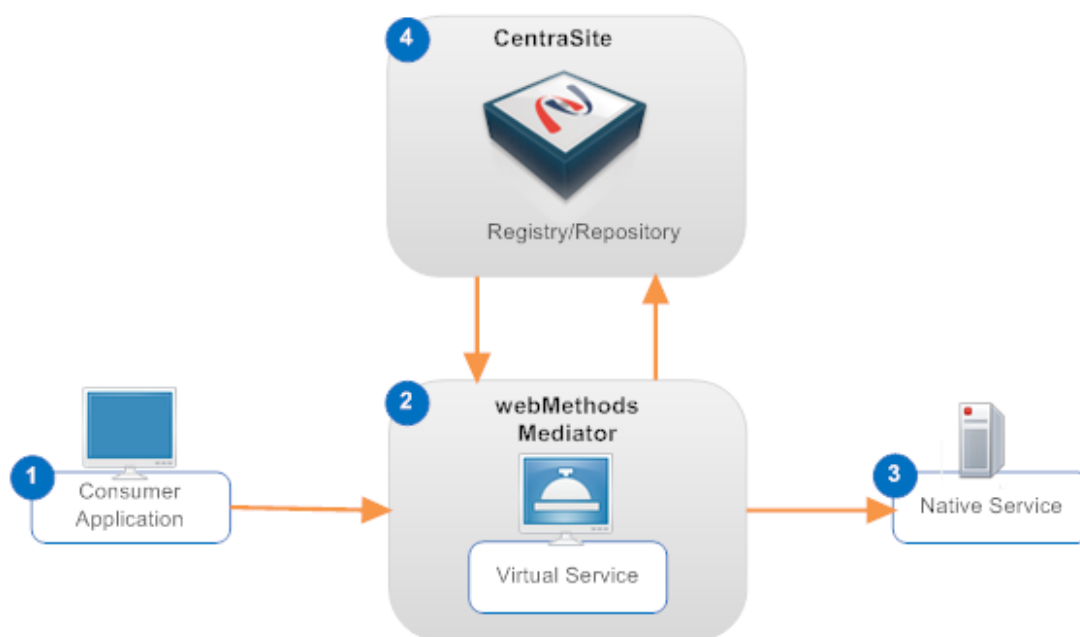 4
CentraSite
Registry/Repository
2
webMethods
Mediator
1
Consumer
Application
3
Native Service
Virtual Service